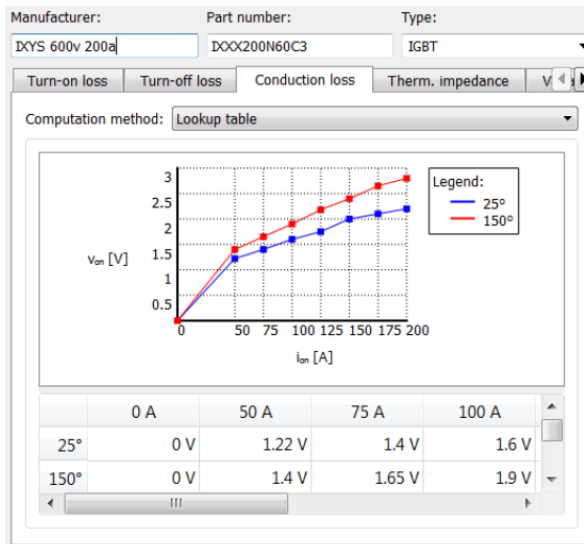 Manufacturer: Part number: Type:
IXYS 600v 200a IXXX200N60C3 IGBT
Turn-on loss Turn-off loss Conduction loss Therm. impedance
Computation method: Lookup table
3
2.5
2
1.5
1
0.5
vₒₙ [V]
0 50 75 100 125 150 175 200
iₒₙ [A]
Legend:
25°
150°
0 A 50 A 75 A 100 A
25° 0 V 1.22 V 1.4 V 1.6 V
150° 0 V 1.4 V 1.65 V 1.9 V